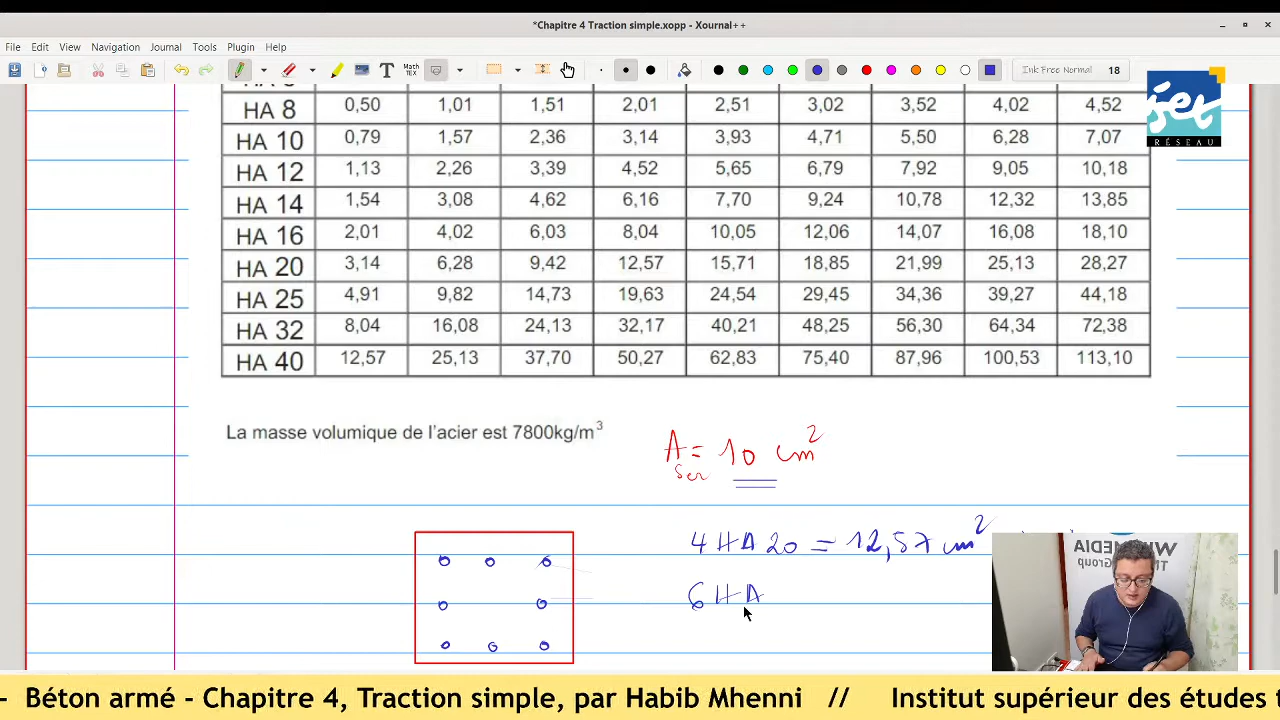 *Chapitre 4 Traction simple.xopp - Xournal++
File Edit View Navigation Journal Tools Plugin Help
Math
TEX
Ink Free Normal 18
iset
RÉSEAU
HA 8 0,50 1,01 1,51 2,01 2,51 3,02 3,52 4,02 4,52
HA 10 0,79 1,57 2,36 3,14 3,93 4,71 5,50 6,28 7,07
HA 12 1,13 2,26 3,39 4,52 5,65 6,79 7,92 9,05 10,18
HA 14 1,54 3,08 4,62 6,16 7,70 9,24 10,78 12,32 13,85
HA 16 2,01 4,02 6,03 8,04 10,05 12,06 14,07 16,08 18,10
HA 20 3,14 6,28 9,42 12,57 15,71 18,85 21,99 25,13 28,27
HA 25 4,91 9,82 14,73 19,63 24,54 29,45 34,36 39,27 44,18
HA 32 8,04 16,08 24,13 32,17 40,21 48,25 56,30 64,34 72,38
HA 40 12,57 25,13 37,70 50,27 62,83 75,40 87,96 100,53 113,10
La masse volumique de l'acier est 7800kg/m³
A = 10 cm²
ser
4 HA 20 = 12,57 cm²
6 HA
- Béton armé - Chapitre 4, Traction simple, par Habib Mhenni // Institut supérieur des études